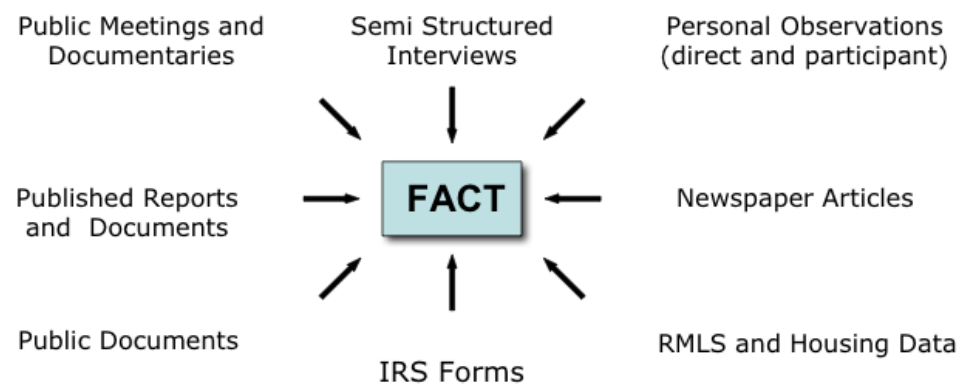 Public Meetings and
Documentaries
Semi Structured
Interviews
Personal Observations
(direct and participant)
Published Reports
and Documents
FACT
Newspaper Articles
Public Documents
IRS Forms
RMLS and Housing Data